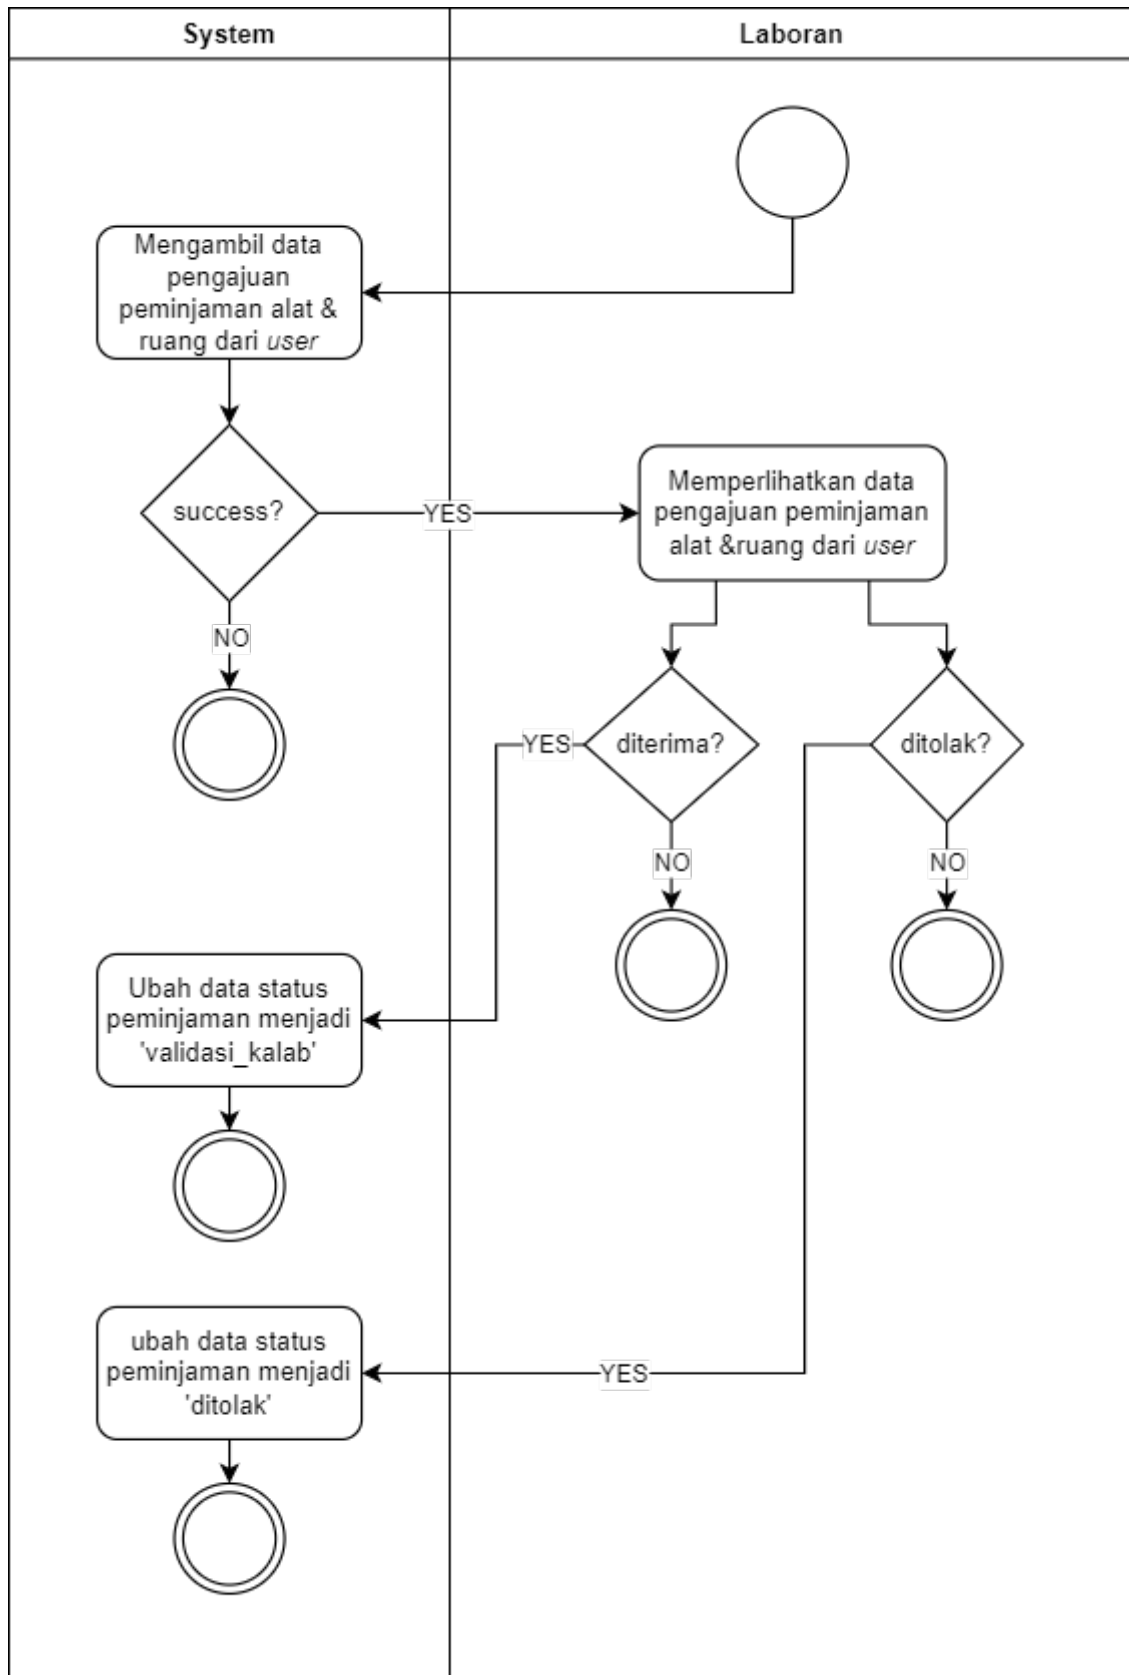 System
Laboran
Mengambil data
pengajuan
peminjaman alat &
ruang dari user
success?
YES
Memperlihatkan data
pengajuan peminjaman
alat &ruang dari user
NO
YES
diterima?
ditolak?
NO
NO
Ubah data status
peminjaman menjadi
'validasi_kalab'
ubah data status
peminjaman menjadi
'ditolak'
YES